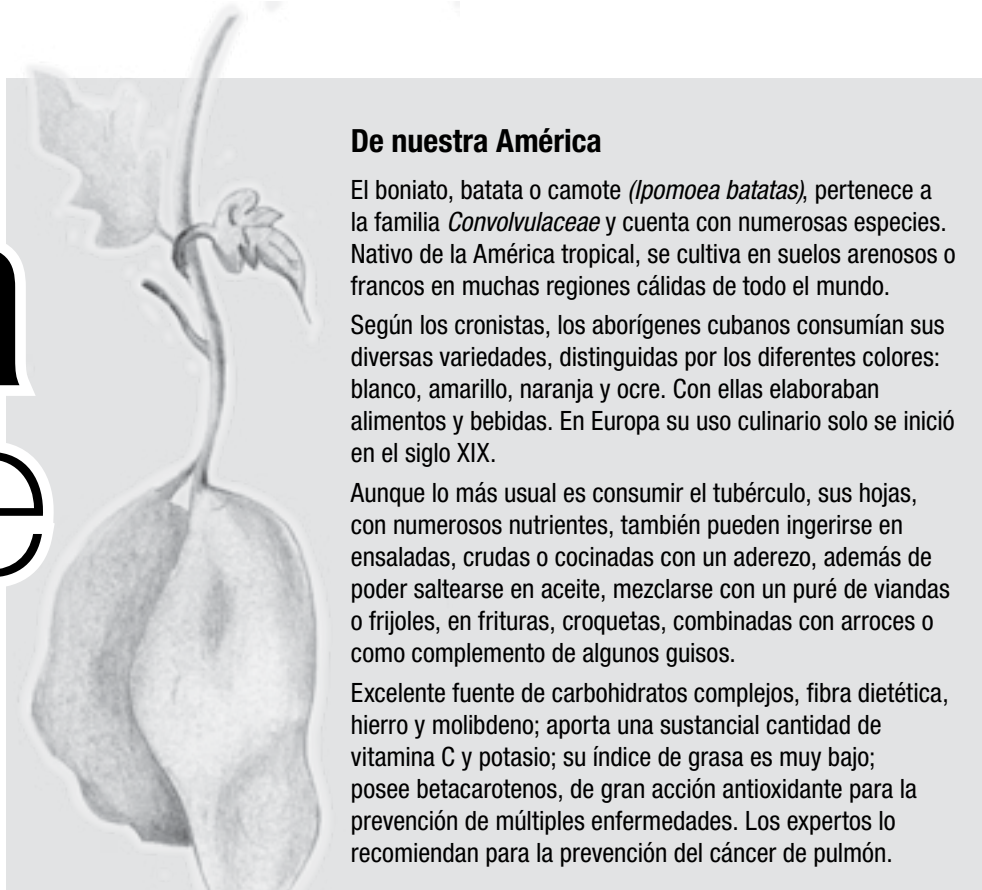 De nuestra América
El boniato, batata o camote (Ipomoea batatas), pertenece a
la familia Convolvulaceae y cuenta con numerosas especies.
Nativo de la América tropical, se cultiva en suelos arenosos o
francos en muchas regiones cálidas de todo el mundo.
Según los cronistas, los aborígenes cubanos consumían sus
diversas variedades, distinguidas por los diferentes colores:
blanco, amarillo, naranja y ocre. Con ellas elaboraban
alimentos y bebidas. En Europa su uso culinario solo se inició
en el siglo XIX.
Aunque lo más usual es consumir el tubérculo, sus hojas,
con numerosos nutrientes, también pueden ingerirse en
ensaladas, crudas o cocinadas con un aderezo, además de
poder saltearse en aceite, mezclarse con un puré de viandas
o frijoles, en frituras, croquetas, combinadas con arroces o
como complemento de algunos guisos.
Excelente fuente de carbohidratos complejos, fibra dietética,
hierro y molibdeno; aporta una sustancial cantidad de
vitamina C y potasio; su índice de grasa es muy bajo;
posee betacarotenos, de gran acción antioxidante para la
prevención de múltiples enfermedades. Los expertos lo
recomiendan para la prevención del cáncer de pulmón.